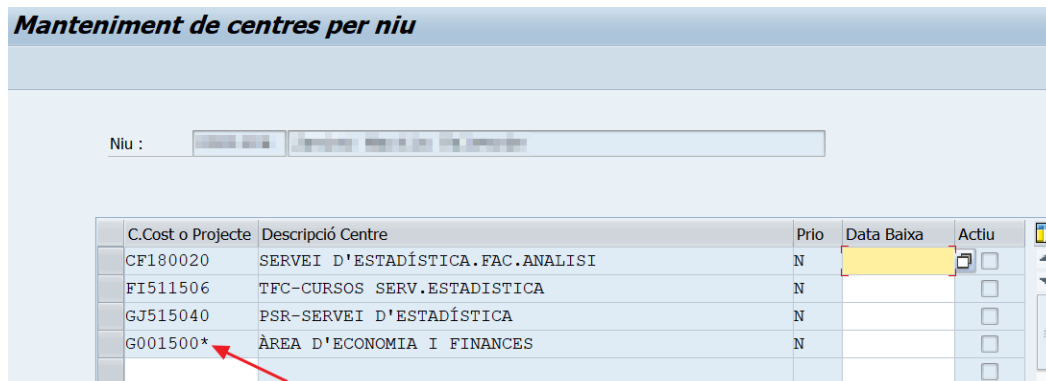 Manteniment de centres per niu
Niu :
C.Cost o Projecte Descripció Centre Prio Data Baixa Actiu
CF180020 SERVEI D'ESTADÍSTICA.FAC.ANALISI N
FI511506 TFC-CURSOS SERV.ESTADISTICA N
GJ515040 PSR-SERVEI D'ESTADÍSTICA N
G001500* ÀREA D'ECONOMIA I FINANCES N